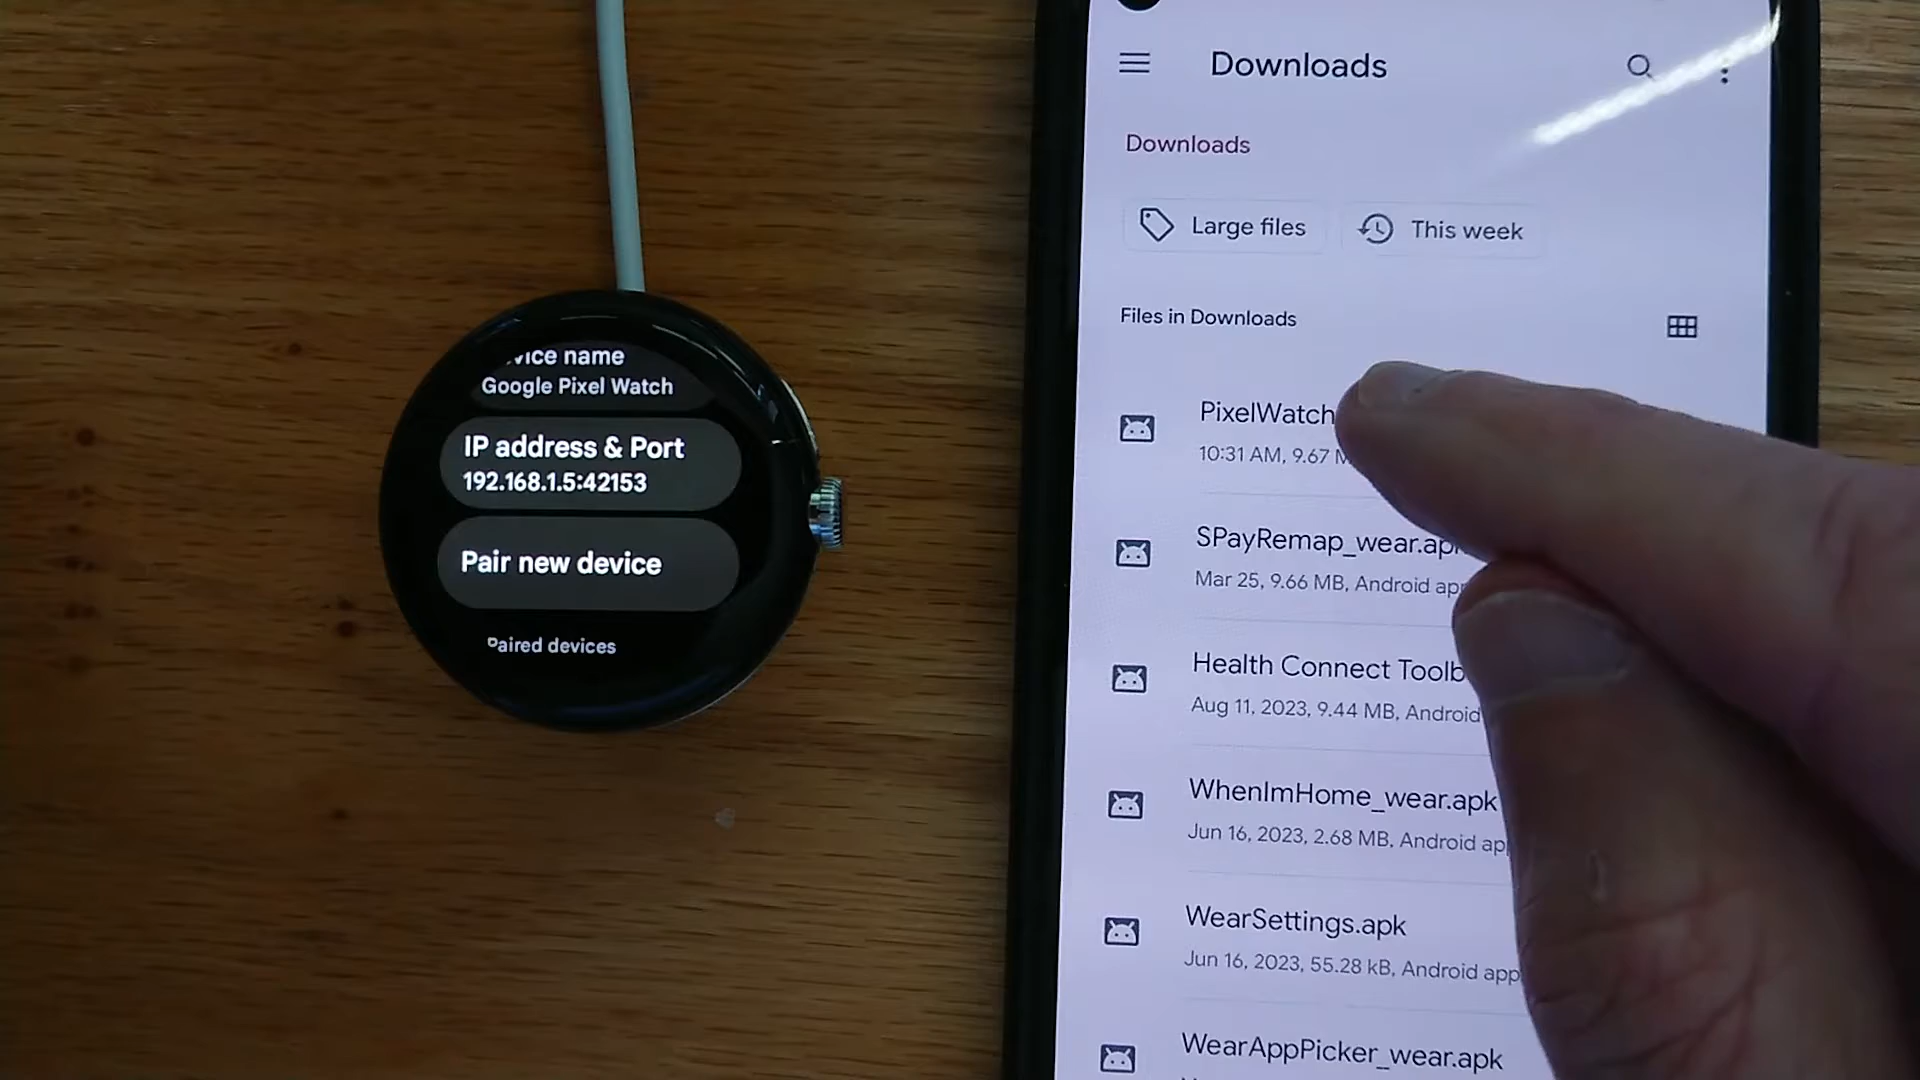 vice name
Google Pixel Watch
IP address & Port
192.168.1.5:42153
Pair new device
Paired devices
Downloads
Downloads
Large files
This week
Files in Downloads
PixelWatch
10:31 AM, 9.67
SPayRemap_wear.apk
Mar 25, 9.66 MB, Android app
Health Connect Toolb
Aug 11, 2023, 9.44 MB, Android
WhenImHome_wear.apk
Jun 16, 2023, 2.68 MB, Android app
WearSettings.apk
Jun 16, 2023, 55.28 kB, Android app
WearAppPicker_wear.apk